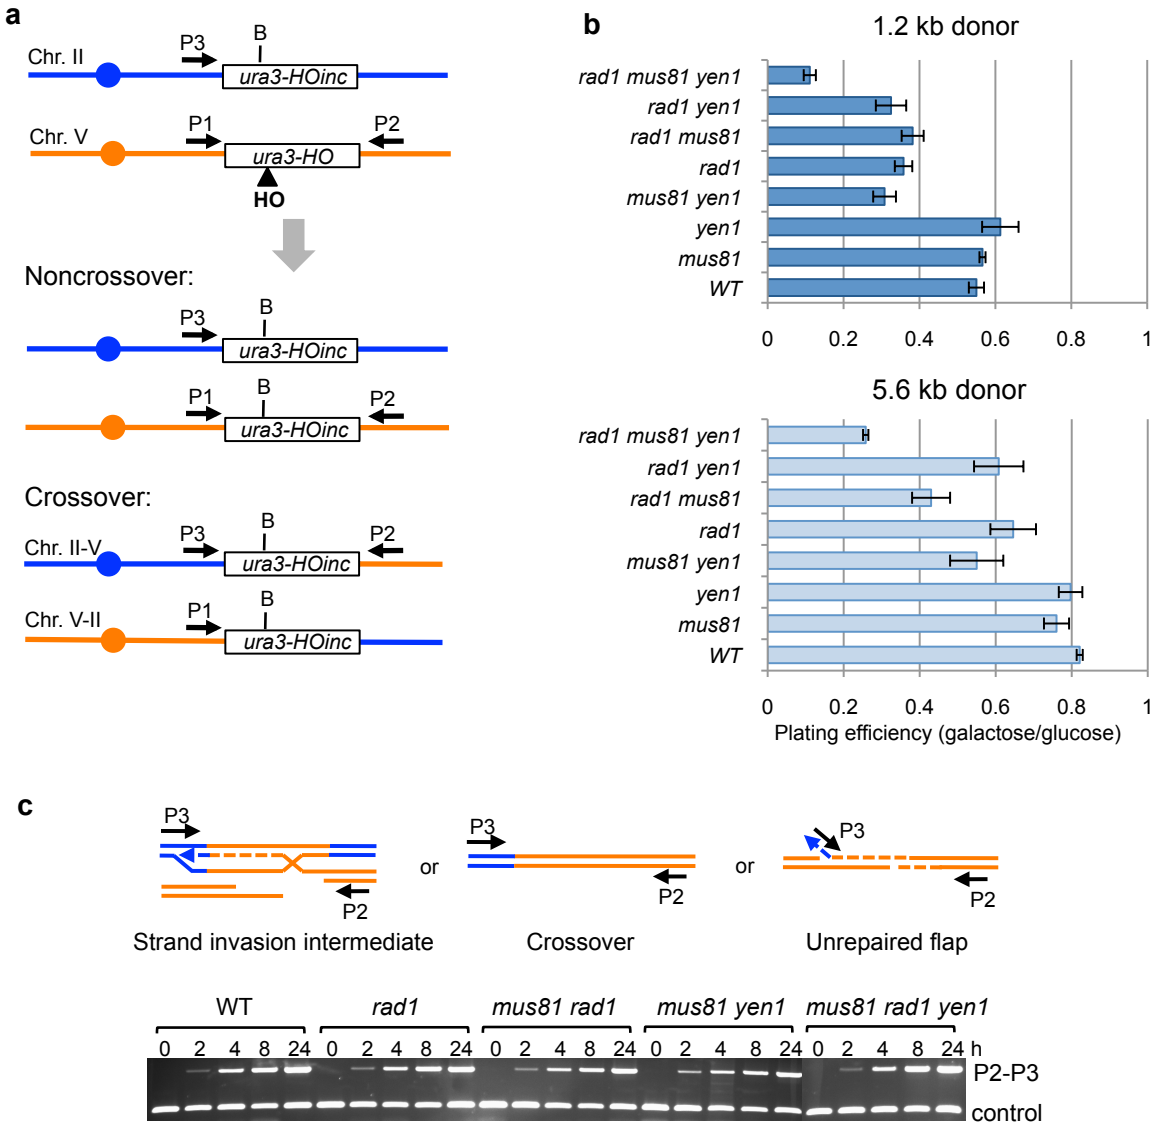 a
Chr. II
P3
B
ura3-HOinc
Chr. V
P1
P2
ura3-HO
HO
Noncrossover:
P3
B
ura3-HOinc
P1
B
P2
ura3-HOinc
Crossover:
Chr. II-V
P3
B
P2
ura3-HOinc
Chr. V-II
P1
B
ura3-HOinc
b
1.2 kb donor
rad1 mus81 yen1
rad1 yen1
rad1 mus81
rad1
mus81 yen1
yen1
mus81
WT
0 0.2 0.4 0.6 0.8 1
5.6 kb donor
rad1 mus81 yen1
rad1 yen1
rad1 mus81
rad1
mus81 yen1
yen1
mus81
WT
0 0.2 0.4 0.6 0.8 1
Plating efficiency (galactose/glucose)
c
P3
P2
Strand invasion intermediate
or
P3
P2
Crossover
or
P3
P2
Unrepaired flap
WT rad1 mus81 rad1 mus81 yen1 mus81 rad1 yen1
0 2 4 8 24 0 2 4 8 24 0 2 4 8 24 0 2 4 8 24 0 2 4 8 24 h
P2-P3
control